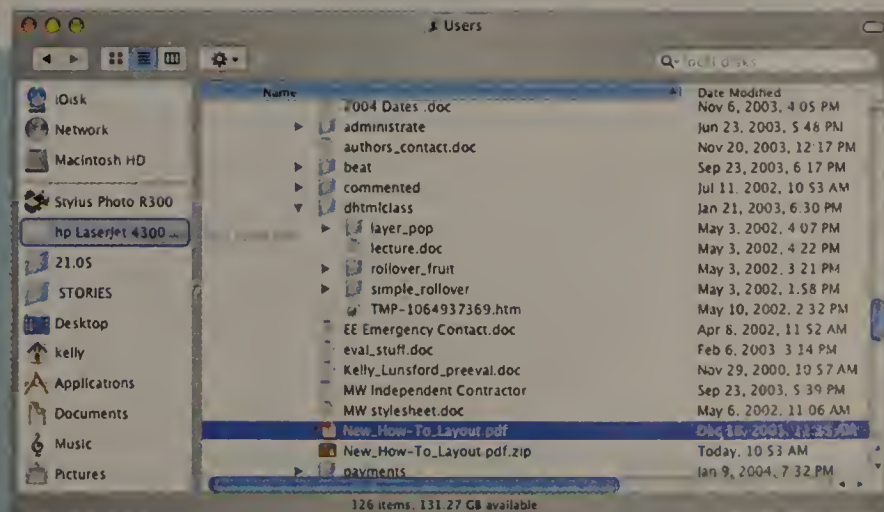 Users
local disks
iDisk
Network
Macintosh HD
Stylus Photo R300
hp LaserJet 4300 ...
21.05
STORIES
Desktop
kelly
Applications
Documents
Music
Pictures
Name Date Modified
2004 Dates .doc Nov 6, 2003, 4:05 PM
administrate Jun 23, 2003, 5:48 PM
authors_contact.doc Nov 20, 2003, 12:17 PM
beat Sep 23, 2003, 6:17 PM
commented Jul 11, 2002, 10:53 AM
dhtmlclass Jan 21, 2003, 6:30 PM
layer_pop May 3, 2002, 4:07 PM
lecture.doc May 3, 2002, 4:22 PM
rollover_fruit May 3, 2002, 3:21 PM
simple_rollover May 3, 2002, 1:58 PM
TMP-1064937369.htm May 10, 2002, 2:32 PM
EE Emergency Contact.doc Apr 8, 2002, 11:52 AM
eval_stuff.doc Feb 6, 2003, 3:14 PM
Kelly_Lunsford_preeval.doc Nov 29, 2000, 10:57 AM
MW Independent Contractor Sep 23, 2003, 5:39 PM
MW stylesheet.doc May 6, 2002, 11:06 AM
New_How-To_Layout.pdf Dec
New_How-To_Layout.pdf.zip Today, 10:53 AM
payments Jan 9, 2004, 7:32 PM
126 items, 131.27 GB available